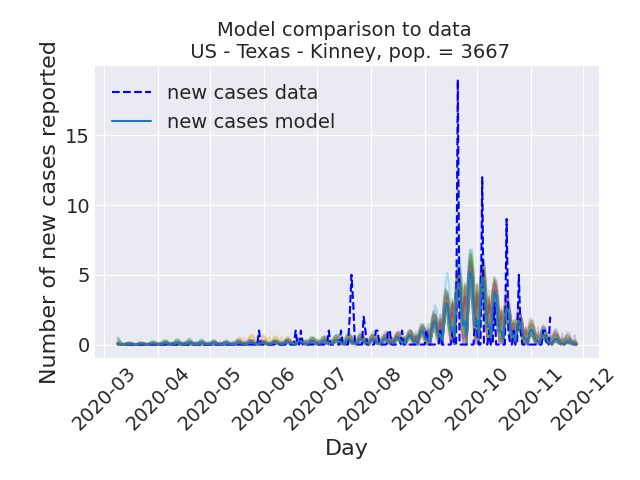 Model comparison to data
US - Texas - Kinney, pop. = 3667
new cases data
new cases model
Number of new cases reported
15
10
5
0
2020-03
2020-04
2020-05
2020-06
2020-07
2020-08
2020-09
2020-10
2020-11
2020-12
Day